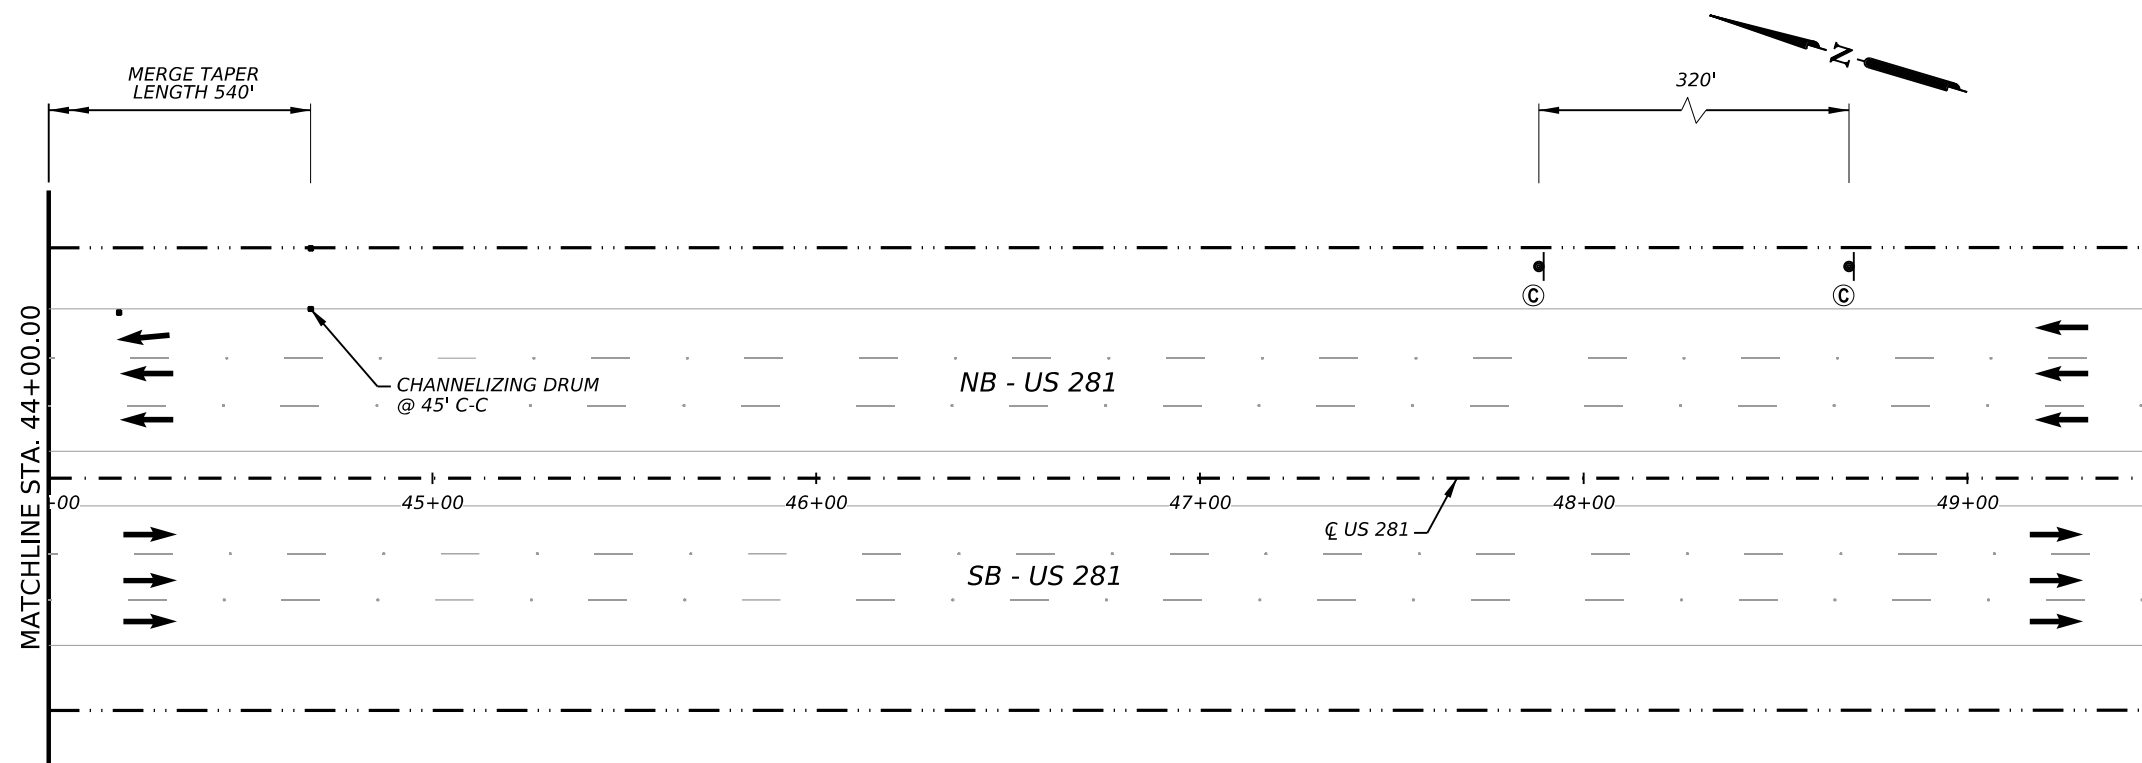 MERGE TAPER
LENGTH 540'
320'
N
Ⓒ
Ⓒ
MATCHLINE STA. 44+00.00
CHANNELIZING DRUM
@ 45' C-C
NB - US 281
-00
45+00
46+00
47+00
48+00
49+00
℄ US 281
SB - US 281